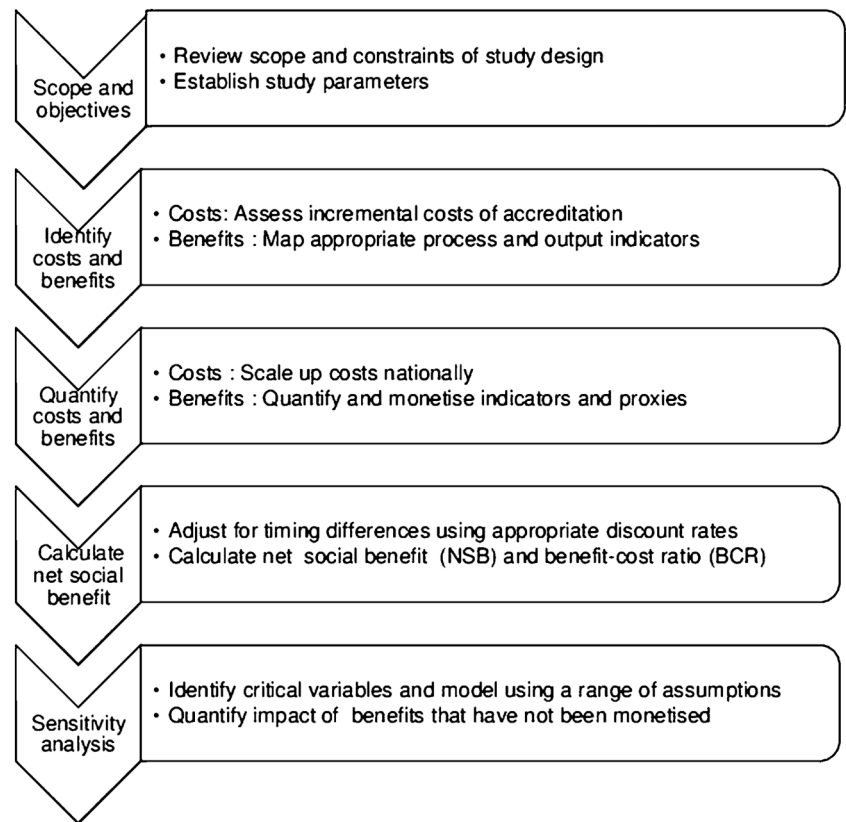 Scope and
objectives
• Review scope and constraints of study design
• Establish study parameters
Identify
costs and
benefits
• Costs: Assess incremental costs of accreditation
• Benefits : Map appropriate process and output indicators
Quantify
costs and
benefits
• Costs : Scale up costs nationally
• Benefits : Quantify and monetise indicators and proxies
Calculate
net social
benefit
• Adjust for timing differences using appropriate discount rates
• Calculate net social benefit (NSB) and benefit-cost ratio (BCR)
Sensitivity
analysis
• Identify critical variables and model using a range of assumptions
• Quantify impact of benefits that have not been monetised